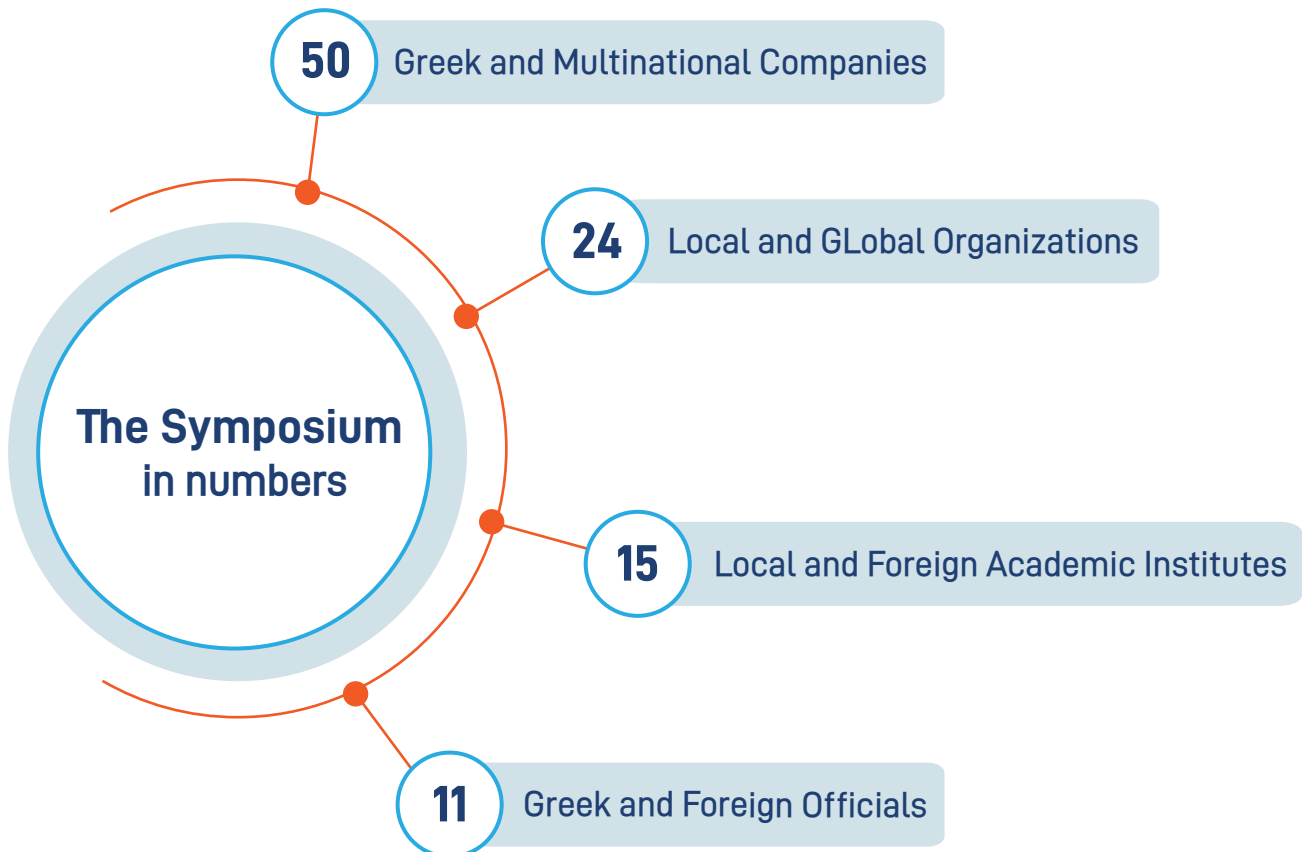 50 Greek and Multinational Companies
24 Local and GLobal Organizations
The Symposium
in numbers
15 Local and Foreign Academic Institutes
11 Greek and Foreign Officials